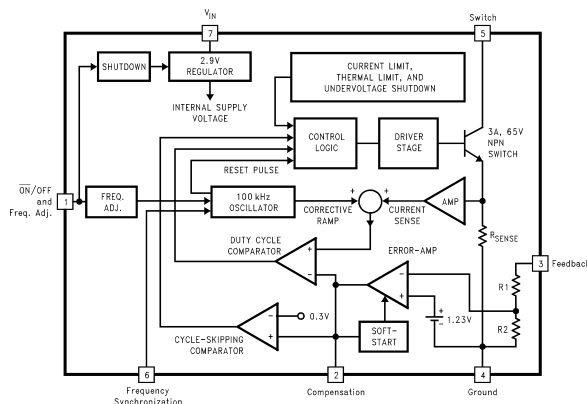 V_IN
Switch
7
5
SHUTDOWN
2.9V
REGULATOR
CURRENT LIMIT,
THERMAL LIMIT, AND
UNDERVOLTAGE SHUTDOWN
INTERNAL SUPPLY
VOLTAGE
3A, 65V
NPN
SWITCH
CONTROL
LOGIC
DRIVER
STAGE
RESET PULSE
ON/OFF
and
Freq. Adj.
1
FREQ.
ADJ.
100 kHz
OSCILLATOR
+
+
CORRECTIVE
RAMP
CURRENT
SENSE
AMP
R_SENSE
DUTY CYCLE
COMPARATOR
+
−
ERROR-AMP
−
+
3
Feedback
R1
R2
+
−
1.23V
−
+
0.3V
CYCLE-SKIPPING
COMPARATOR
SOFT-
START
6
2
4
Frequency
Synchronization
Compensation
Ground